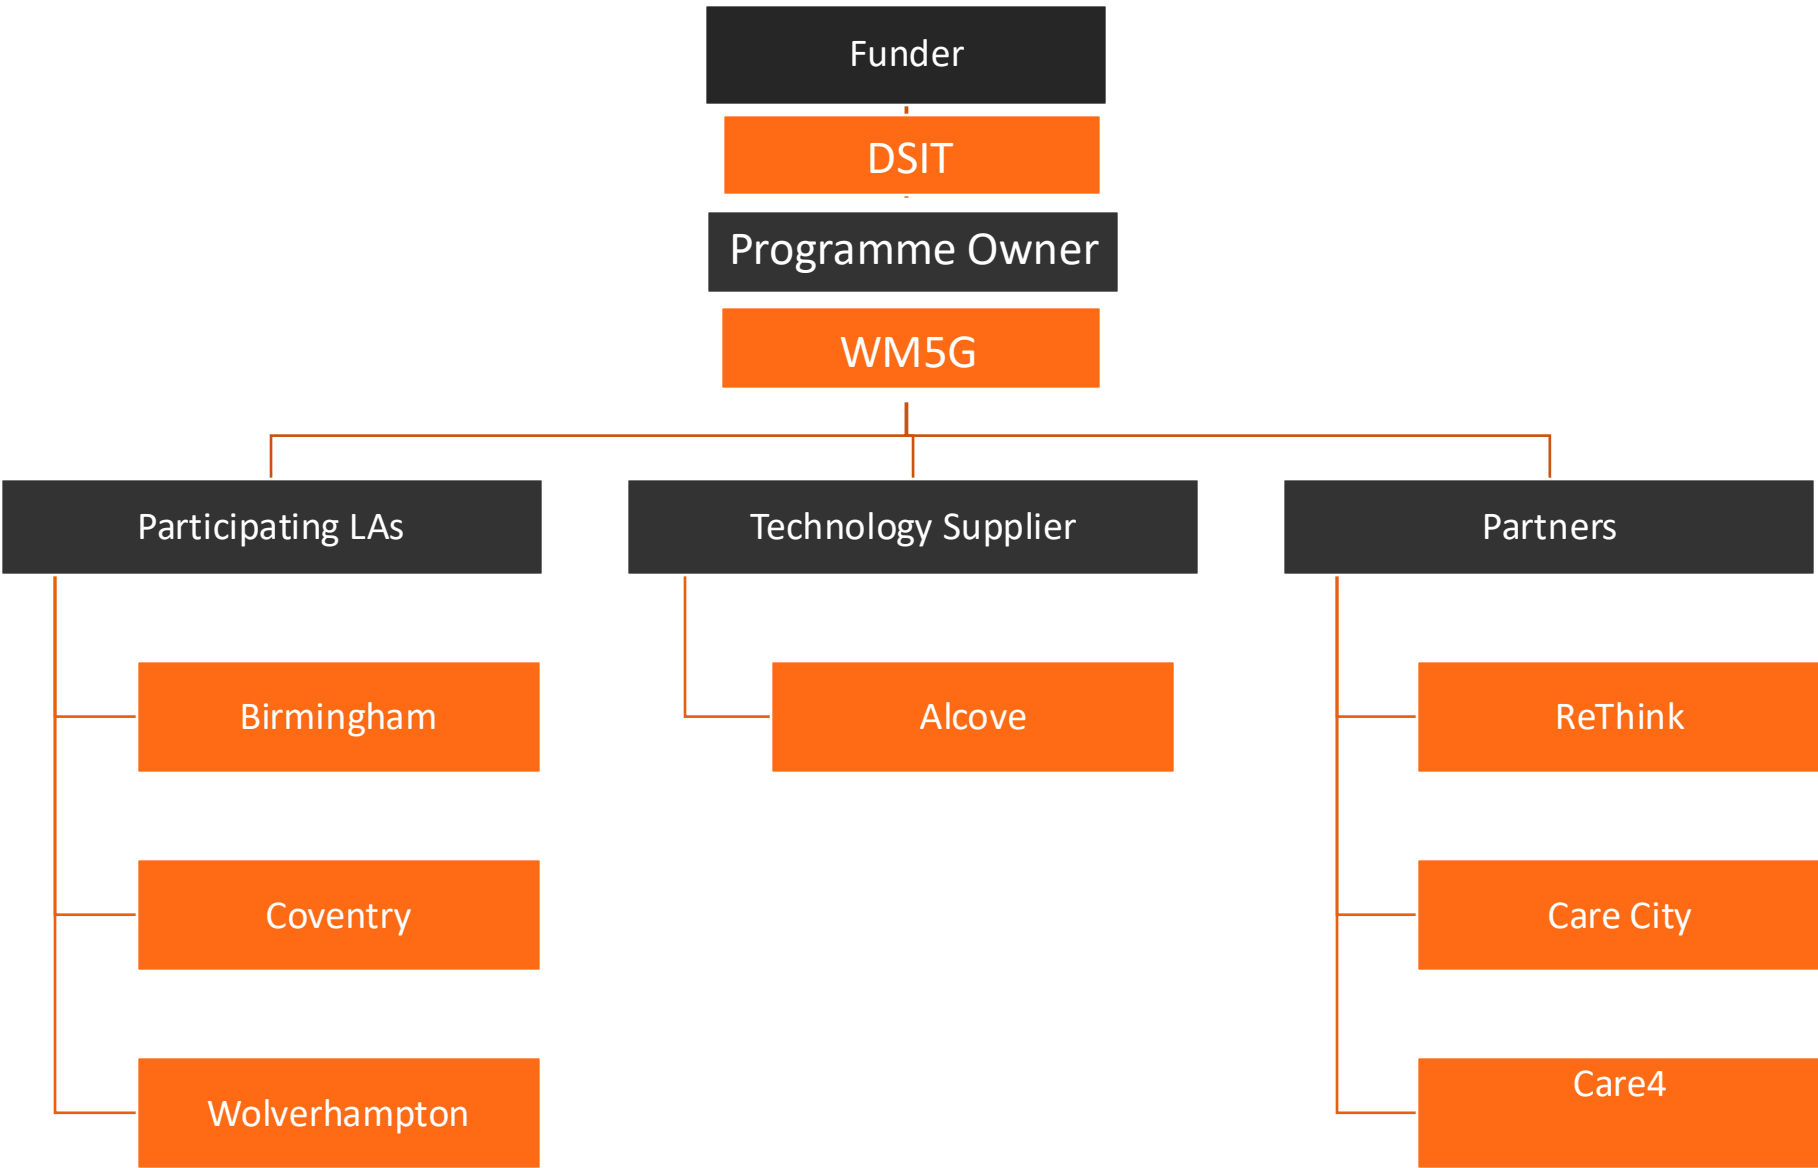 Funder
DSIT
Programme Owner
WM5G
Participating LAs
Technology Supplier
Partners
Birmingham
Alcove
ReThink
Coventry
Care City
Wolverhampton
Care4